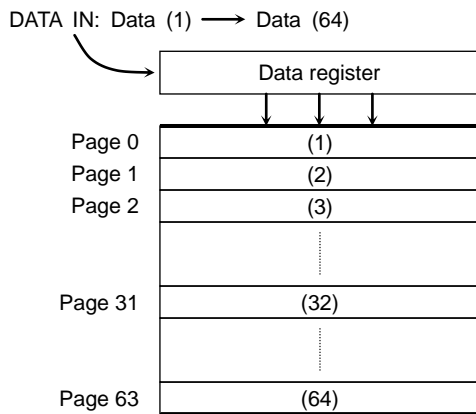 DATA IN: Data (1) Data (64)
Data register
Page 0 (1)
Page 1 (2)
Page 2 (3)
Page 31 (32)
Page 63 (64)